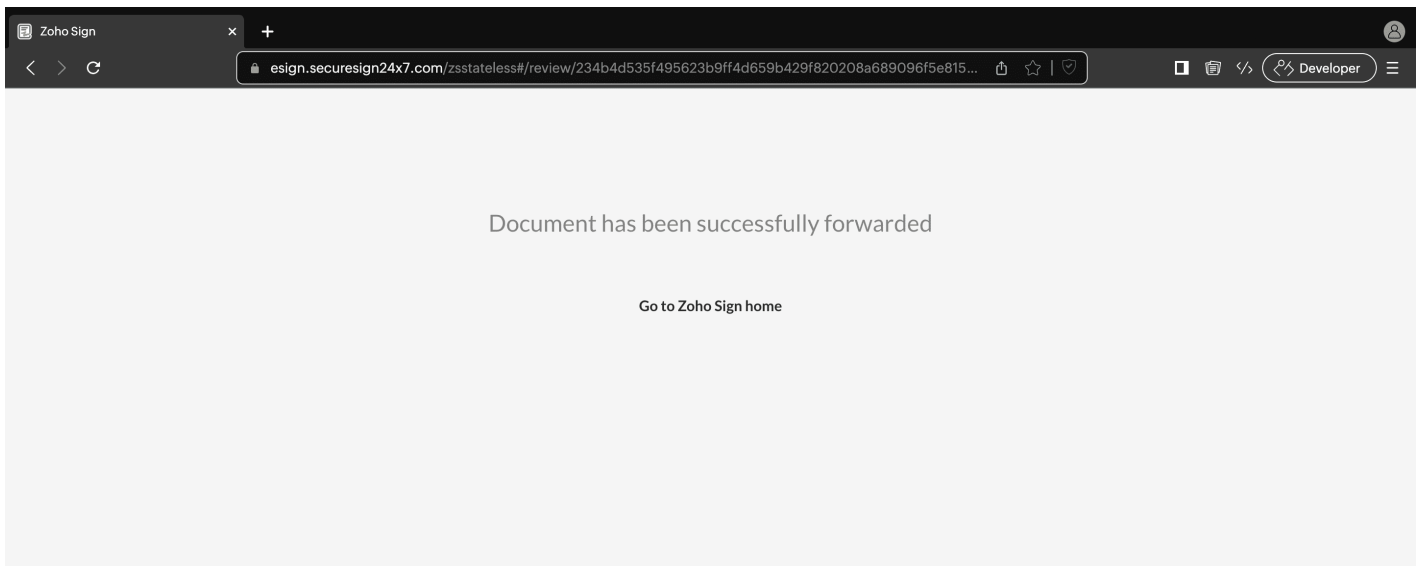 Zoho Sign
esign.securesign24x7.com/zsstateless#/review/234b4d535f495623b9ff4d659b429f820208a689096f5e815...
Developer
Document has been successfully forwarded
Go to Zoho Sign home